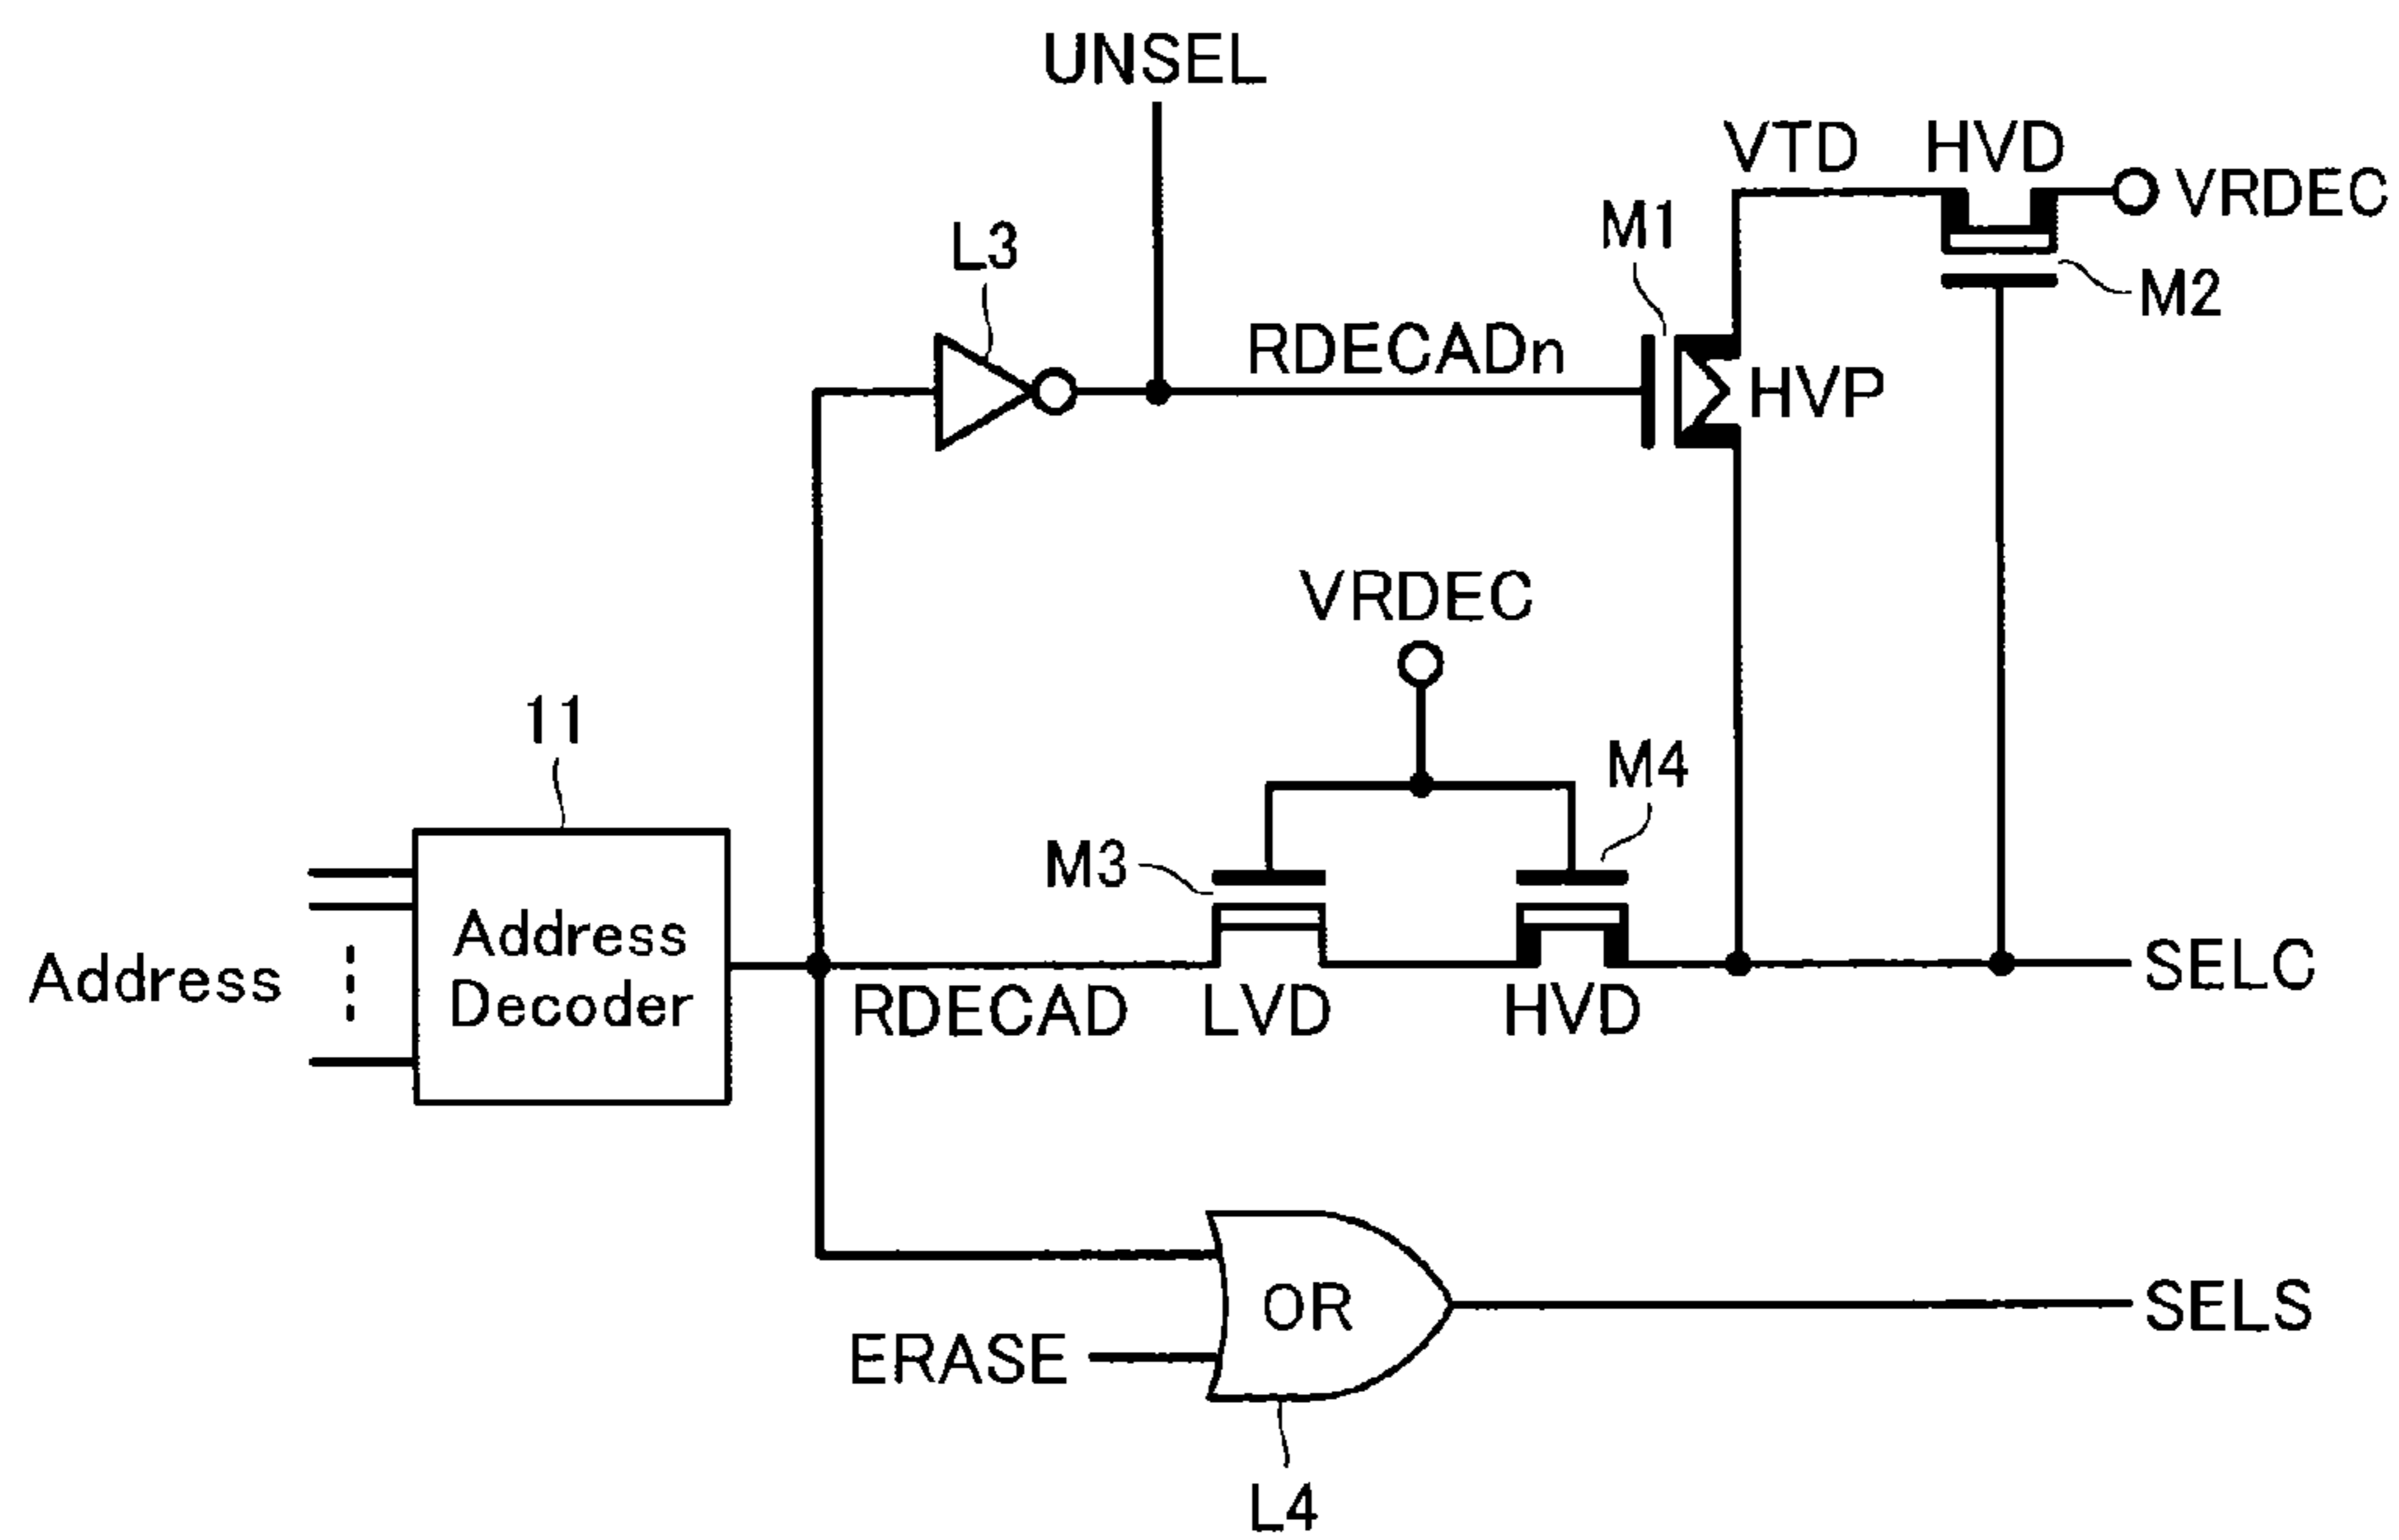 UNSEL
VTD
HVD
VRDEC
M1
M2
L3
RDECADn
HVP
VRDEC
11
M4
M3
Address
Address
Decoder
RDECAD
LVD
HVD
SELC
OR
SELS
ERASE
L4